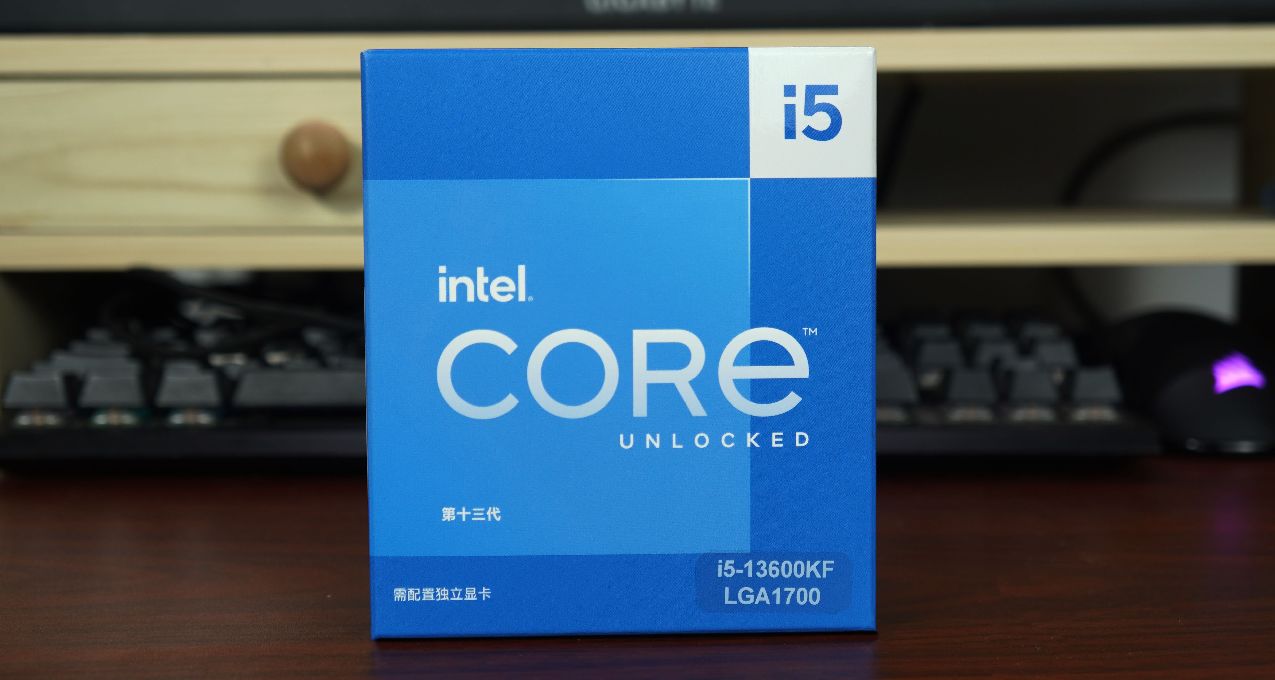 i5
intel.
CORe™
UNLOCKED
第十三代
需配置独立显卡
i5-13600KF
LGA1700